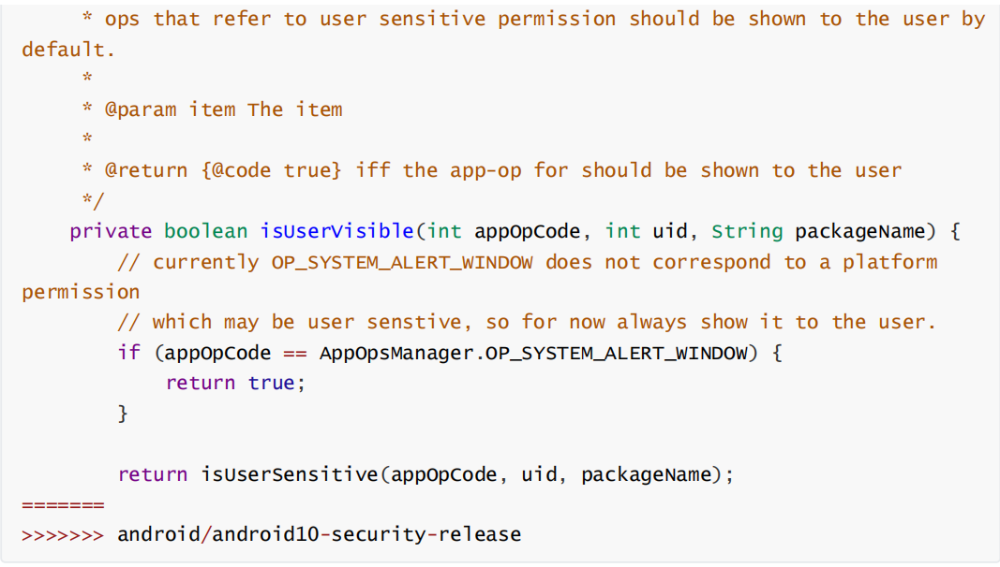 * ops that refer to user sensitive permission should be shown to the user by
default.
*
* @param item The item
*
* @return {@code true} iff the app-op for should be shown to the user
*/
private boolean isUserVisible(int appOpCode, int uid, String packageName) {
// currently OP_SYSTEM_ALERT_WINDOW does not correspond to a platform
permission
// which may be user senstive, so for now always show it to the user.
if (appOpCode == AppOpsManager.OP_SYSTEM_ALERT_WINDOW) {
return true;
}
return isUserSensitive(appOpCode, uid, packageName);
=======
>>>>>>> android/android10-security-release